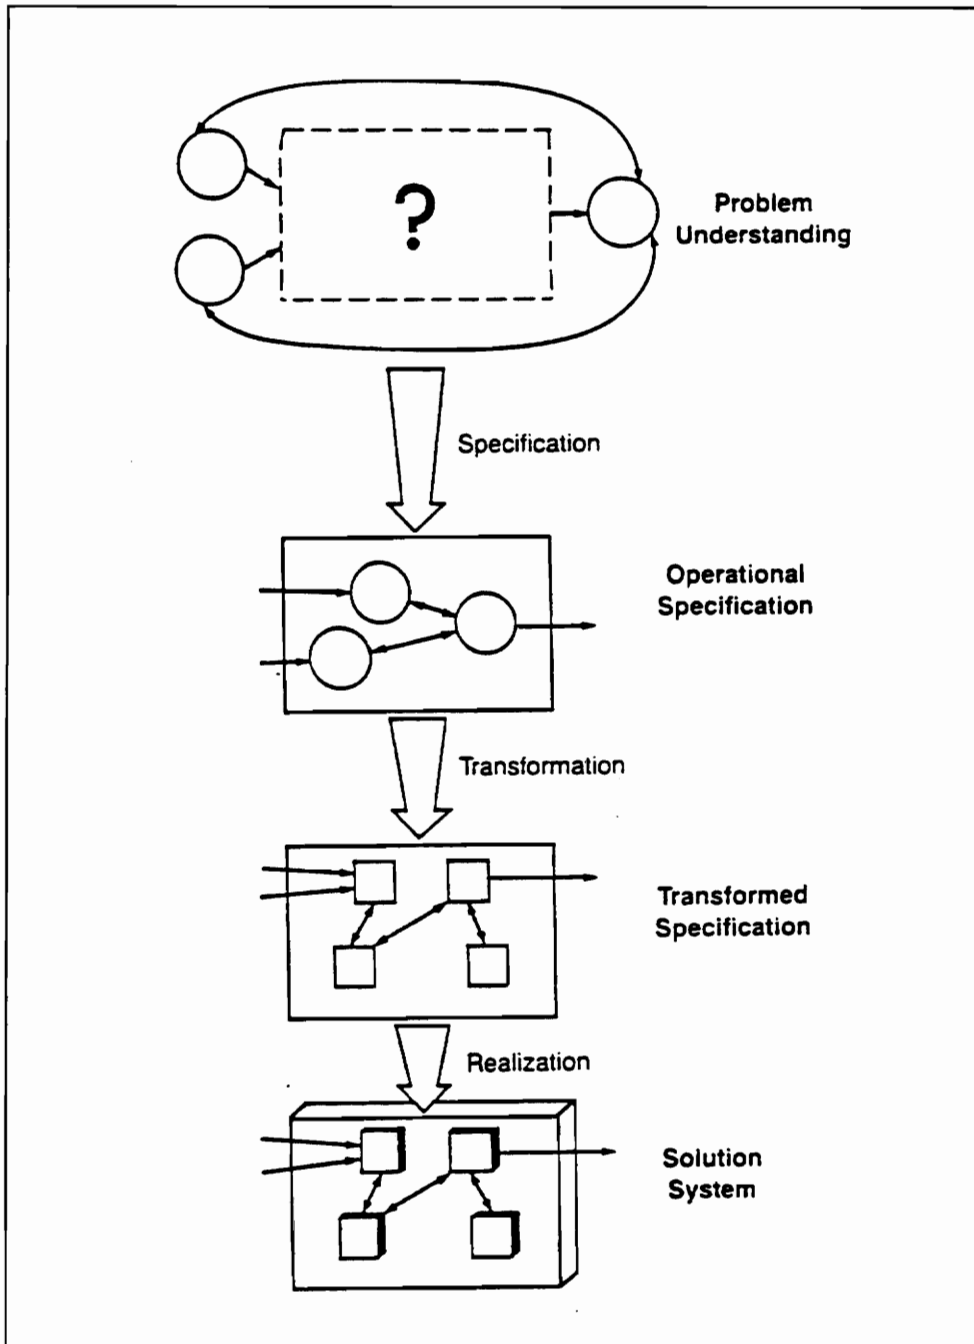 ?
Problem
Understanding
Specification
Operational
Specification
Transformation
Transformed
Specification
Realization
Solution
System